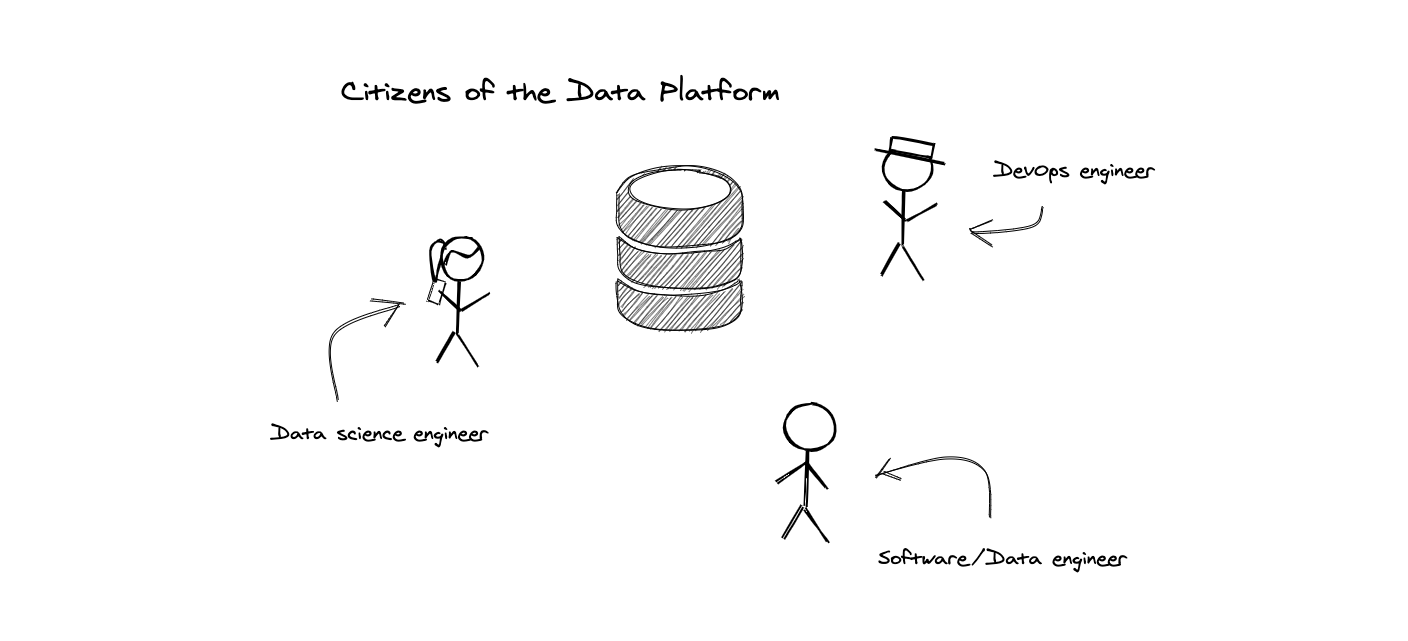 Citizens of the Data Platform
DevOps engineer
Data science engineer
Software/Data engineer